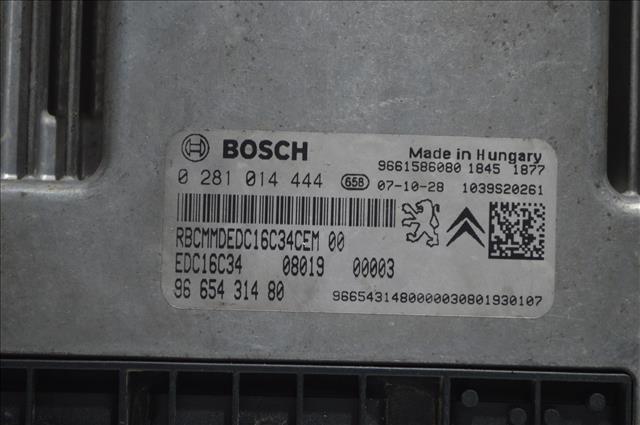 BOSCH Made in Hungary
9661586080 1845 1877
0 281 014 444 658 07-10-28 1039S20261
RBCMMDEDC16C34CEM 00
EDC16C34 08019 00003
96 654 314 80 9665431480000030801930107